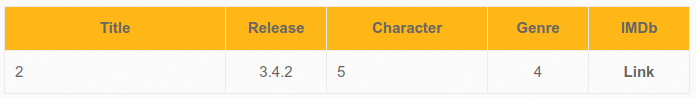 Title Release Character Genre IMDb
2 3.4.2 5 4 Link